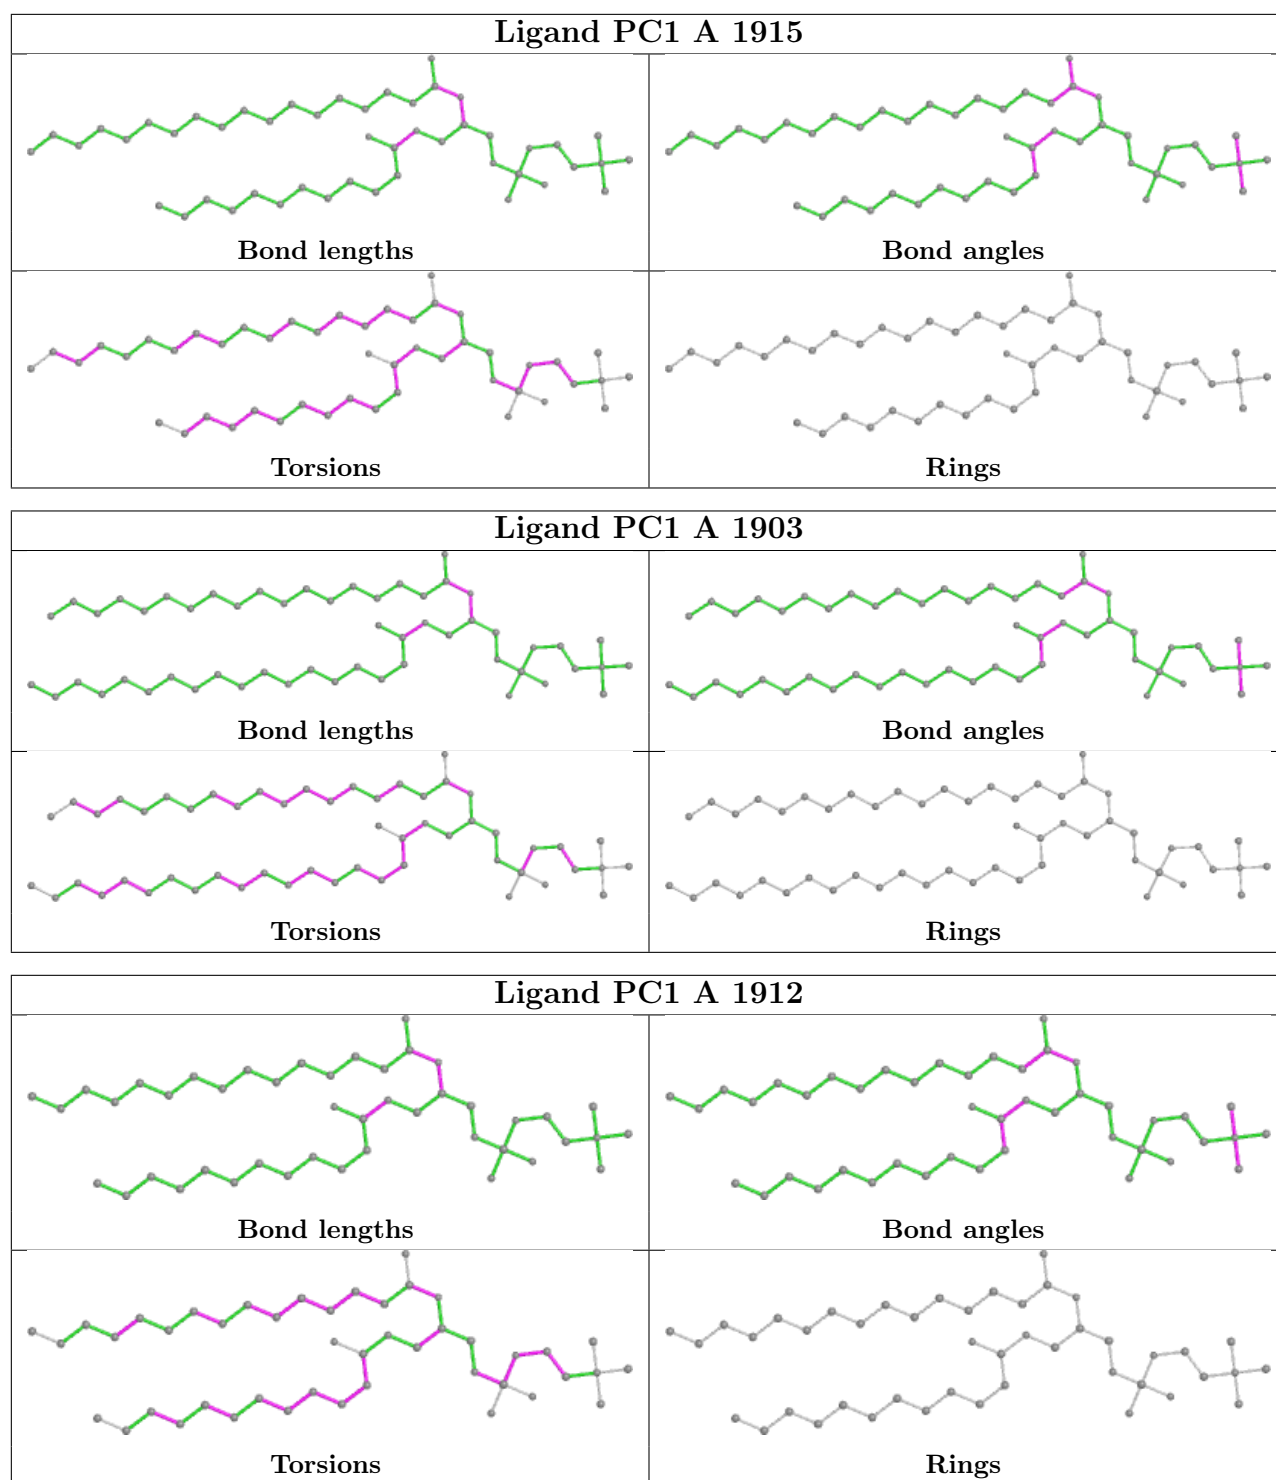 Ligand PC1 A 1915
Bond lengths
Bond angles
Torsions
Rings
Ligand PC1 A 1903
Bond lengths
Bond angles
Torsions
Rings
Ligand PC1 A 1912
Bond lengths
Bond angles
Torsions
Rings